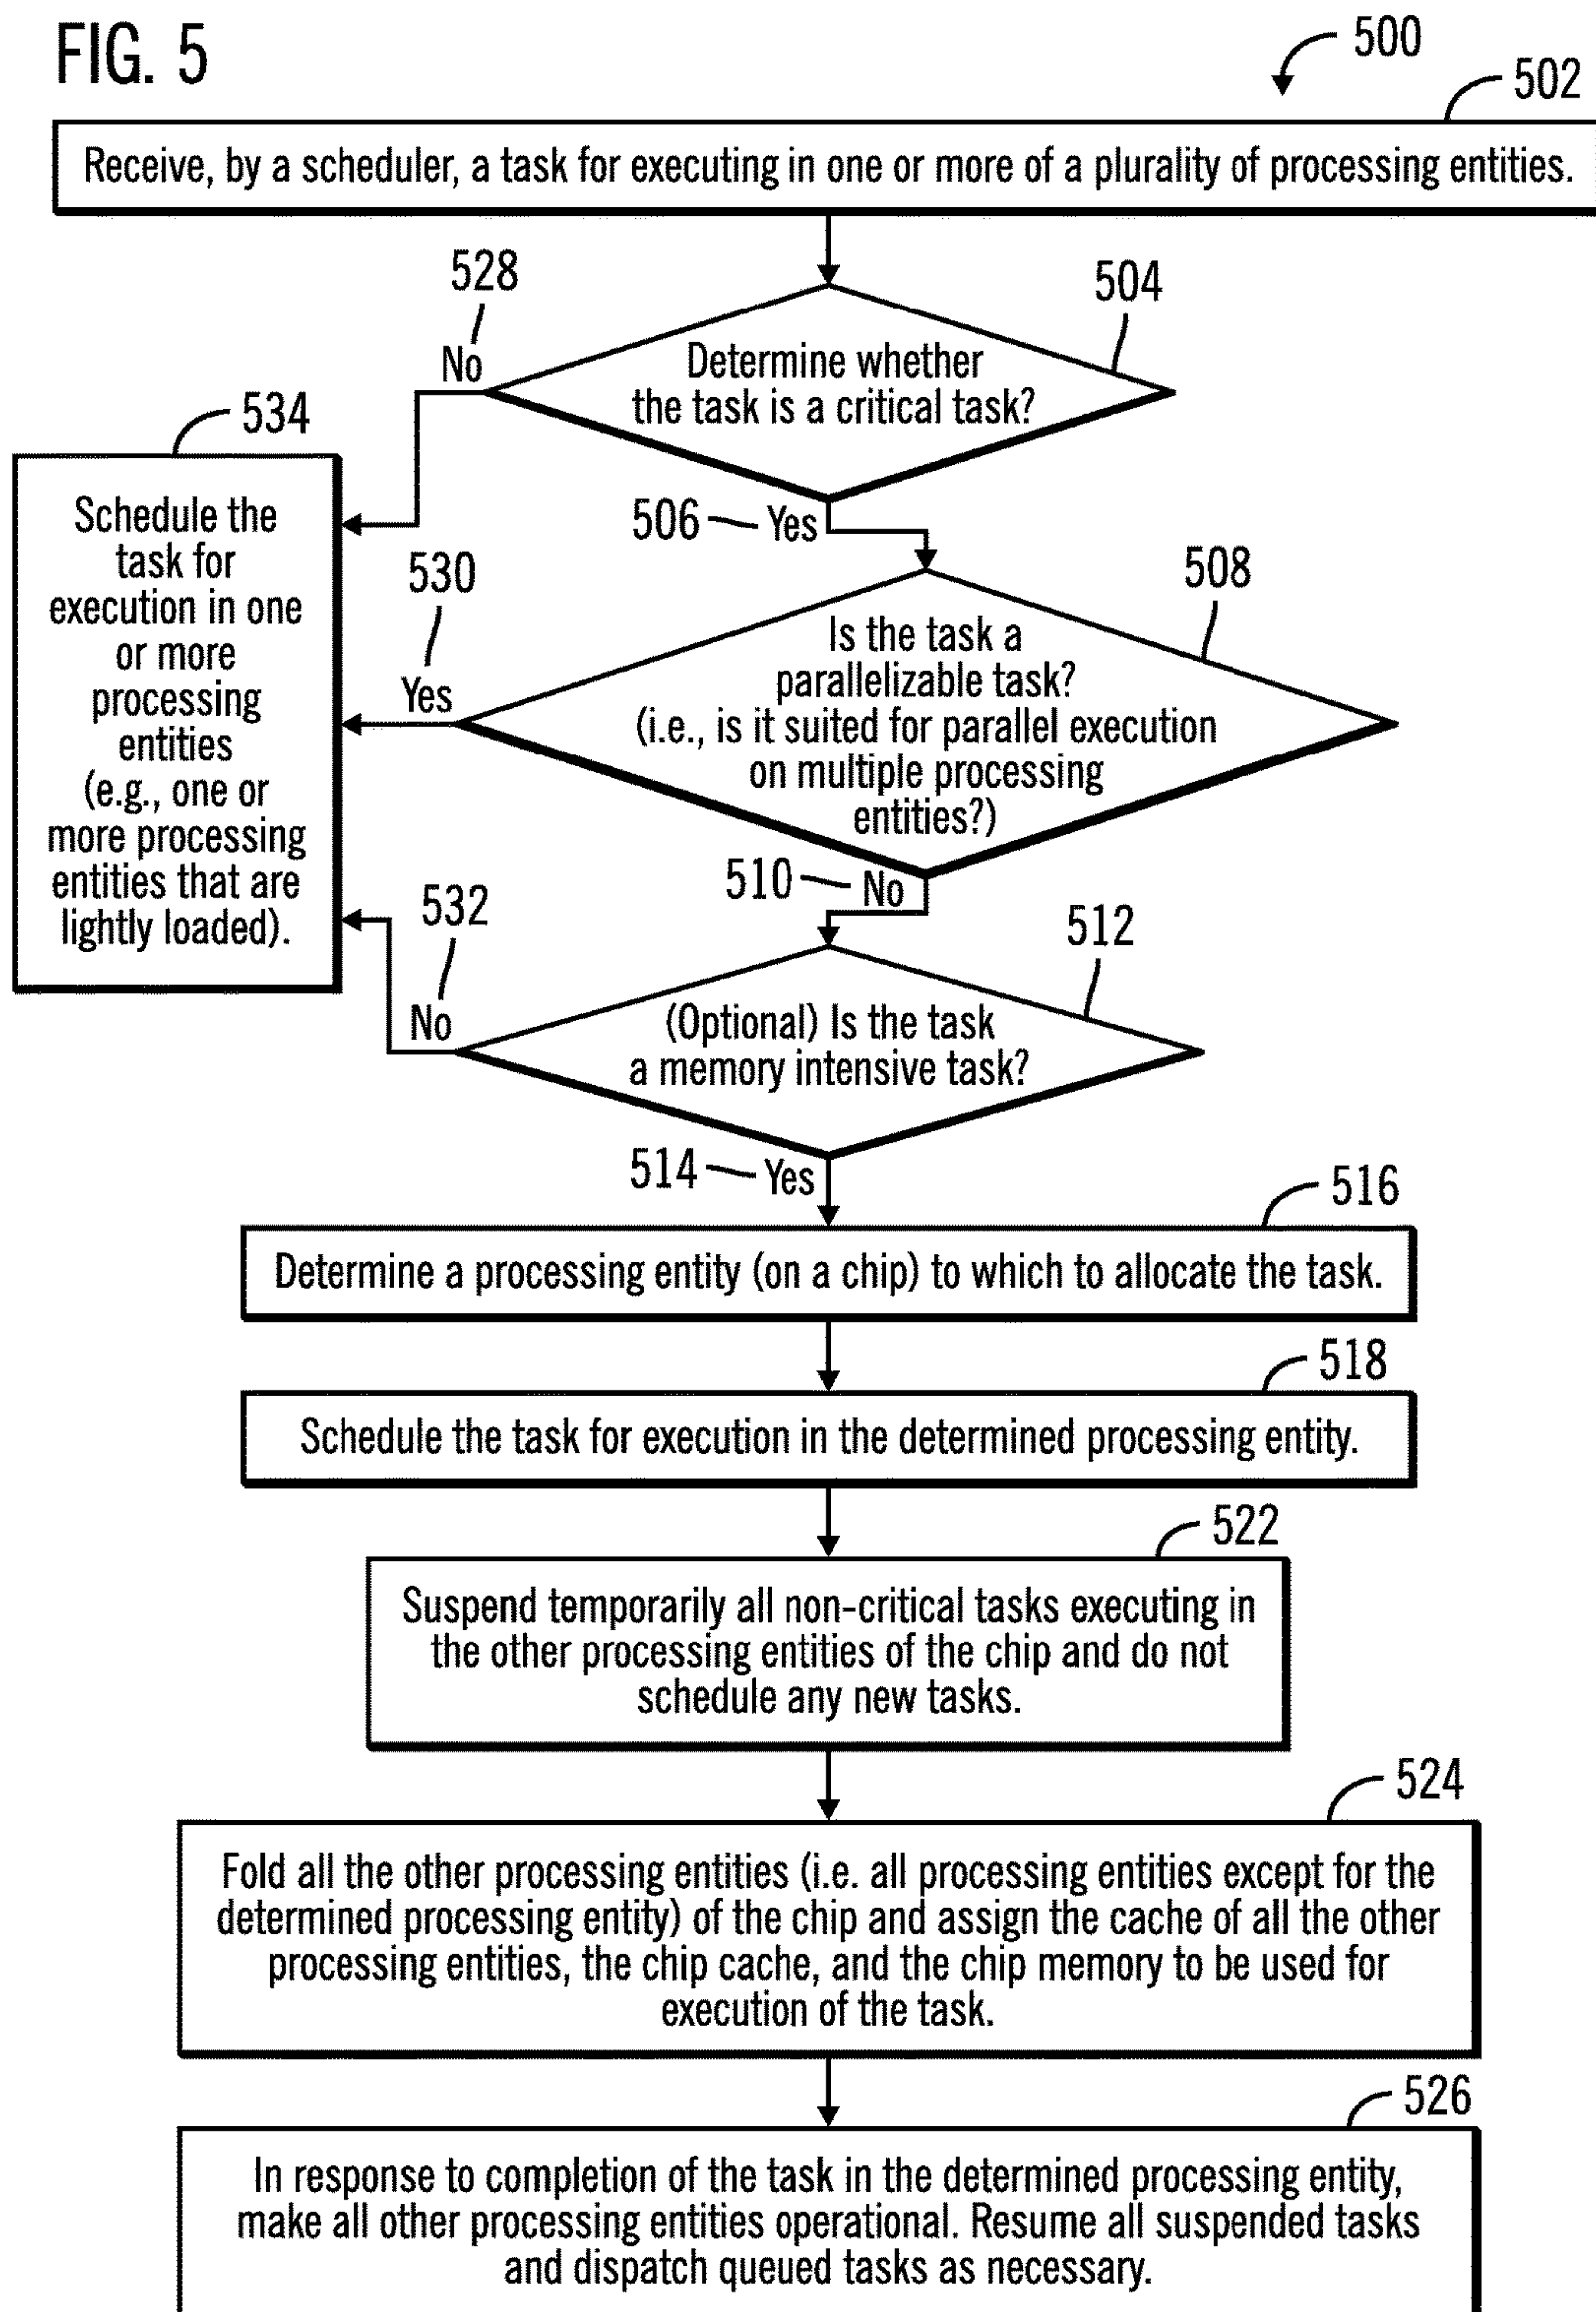 FIG. 5
500
502
Receive, by a scheduler, a task for executing in one or more of a plurality of processing entities.
528
504
No
Determine whether
the task is a critical task?
534
506
Yes
Schedule the
task for
execution in one
or more
processing
entities
(e.g., one or
more processing
entities that are
lightly loaded).
530
508
Yes
Is the task a
parallelizable task?
(i.e., is it suited for parallel execution
on multiple processing
entities?)
510
No
532
512
No
(Optional) Is the task
a memory intensive task?
514
Yes
516
Determine a processing entity (on a chip) to which to allocate the task.
518
Schedule the task for execution in the determined processing entity.
522
Suspend temporarily all non-critical tasks executing in
the other processing entities of the chip and do not
schedule any new tasks.
524
Fold all the other processing entities (i.e. all processing entities except for the
determined processing entity) of the chip and assign the cache of all the other
processing entities, the chip cache, and the chip memory to be used for
execution of the task.
526
In response to completion of the task in the determined processing entity,
make all other processing entities operational. Resume all suspended tasks
and dispatch queued tasks as necessary.